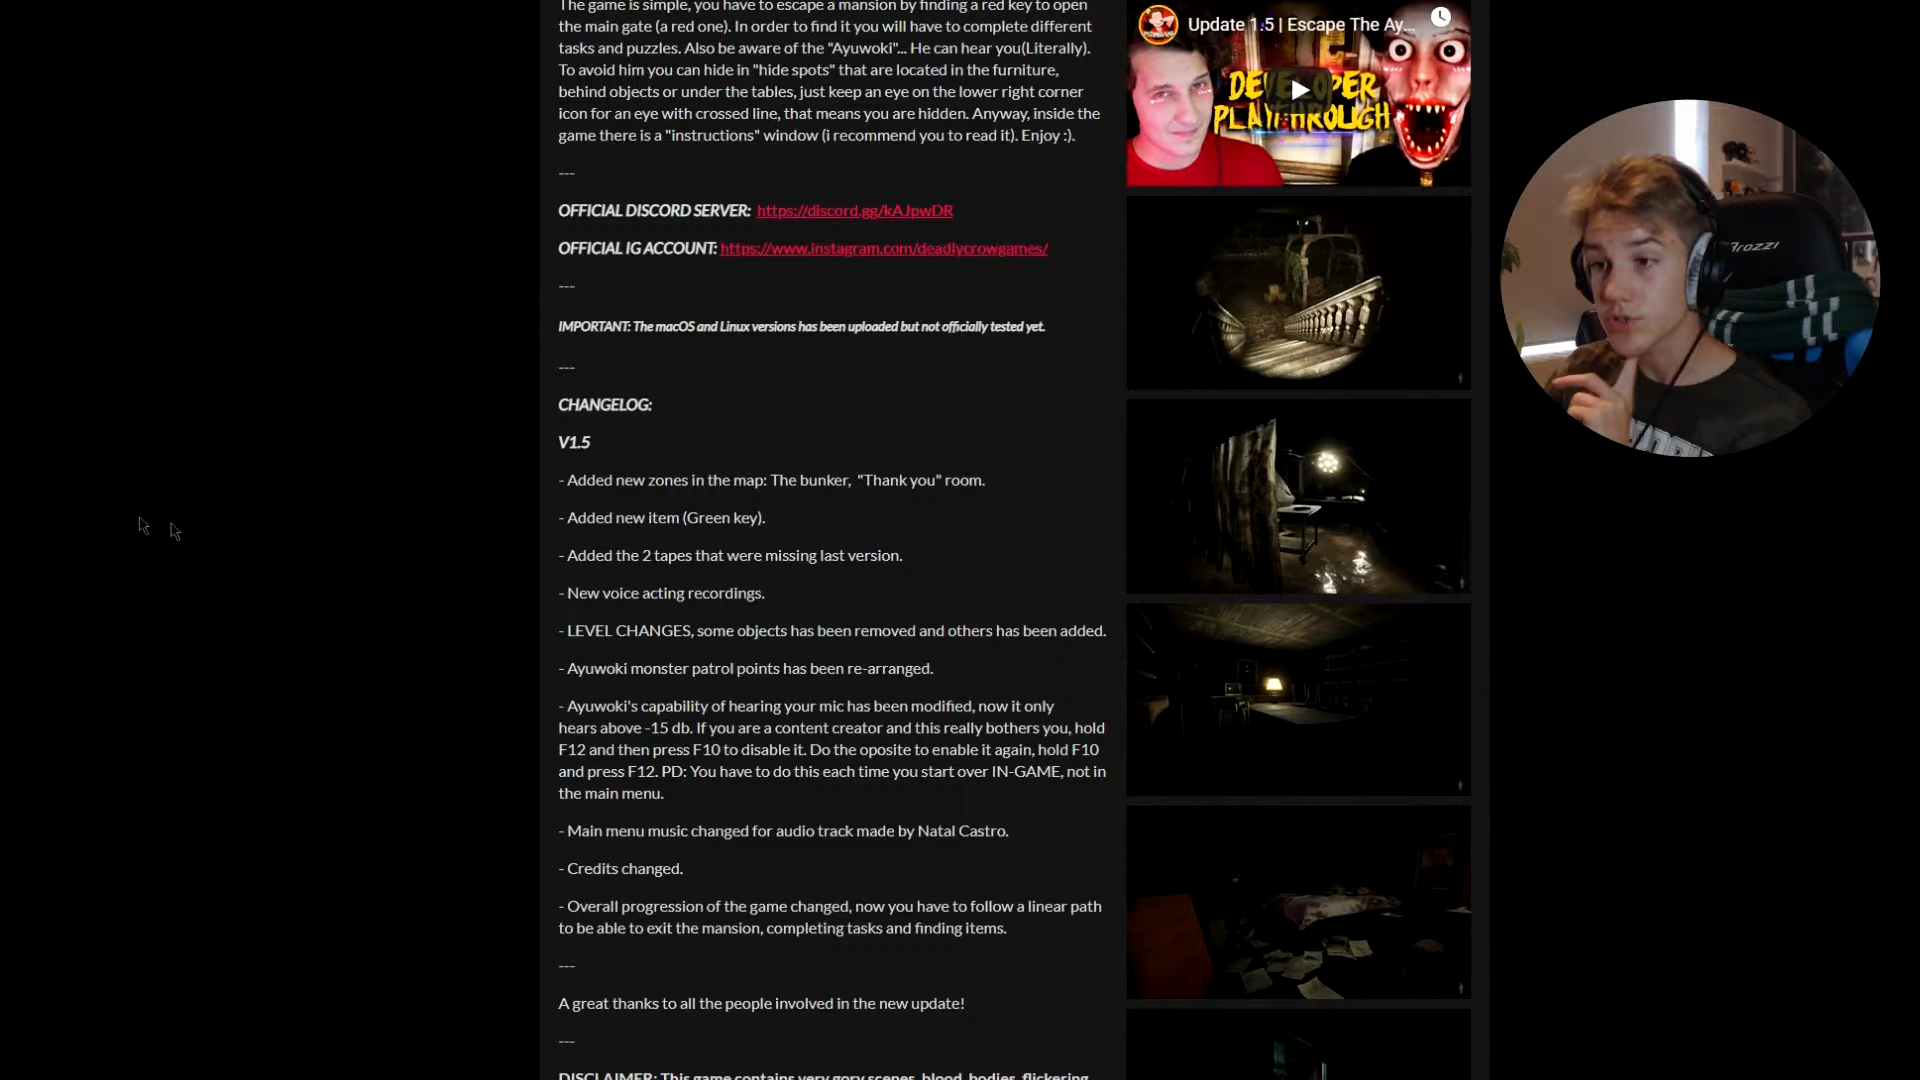 The game is simple, you have to escape a mansion by finding a red key to open
the main gate (a red one). In order to find it you will have to complete different
tasks and puzzles. Also be aware of the "Ayuwoki"... He can hear you(Literally).
To avoid him you can hide in "hide spots" that are located in the furniture,
behind objects or under the tables, just keep an eye on the lower right corner
icon for an eye with crossed line, that means you are hidden. Anyway, inside the
game there is a "instructions" window (i recommend you to read it). Enjoy :).
---
OFFICIAL DISCORD SERVER: https://discord.gg/kAJpwDR
OFFICIAL IG ACCOUNT: https://www.instagram.com/deadlycrowgames/
---
IMPORTANT: The macOS and Linux versions has been uploaded but not officially tested yet.
---
CHANGELOG:
V1.5
- Added new zones in the map: The bunker, "Thank you" room.
- Added new item (Green key).
- Added the 2 tapes that were missing last version.
- New voice acting recordings.
- LEVEL CHANGES, some objects has been removed and others has been added.
- Ayuwoki monster patrol points has been re-arranged.
- Ayuwoki's capability of hearing your mic has been modified, now it only
hears above -15 db. If you are a content creator and this really bothers you, hold
F12 and then press F10 to disable it. Do the oposite to enable it again, hold F10
and press F12. PD: You have to do this each time you start over IN-GAME, not in
the main menu.
- Main menu music changed for audio track made by Natal Castro.
- Credits changed.
- Overall progression of the game changed, now you have to follow a linear path
to be able to exit the mansion, completing tasks and finding items.
---
A great thanks to all the people involved in the new update!
---
DISCLAIMER: This game contains very gory scenes, blood, bodies, flickering
Update 1.5 | Escape The Ay...
DEVELOPER
PLAYTHROUGH
Arozzi